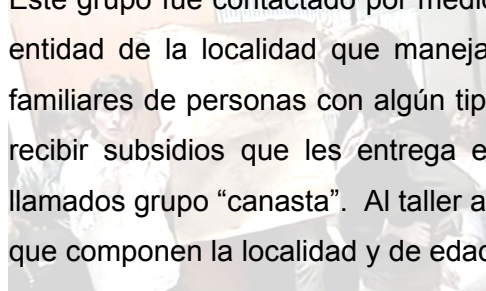 Este grupo fue contactado por medio
entidad de la localidad que maneja
familiares de personas con algún tip
recibir subsidios que les entrega e
llamados grupo “canasta”. Al taller a
que componen la localidad y de edad